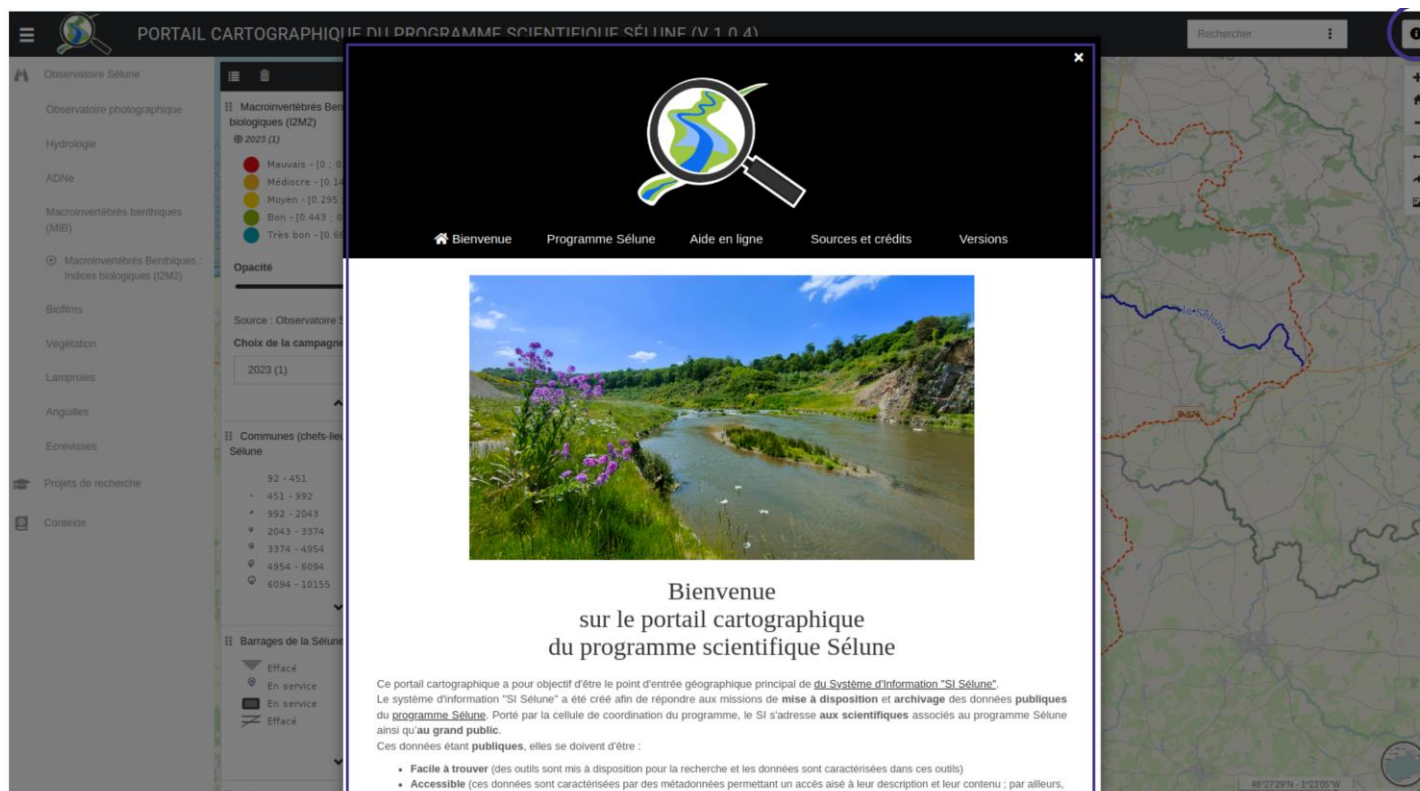 PORTAIL CARTOGRAPHIQUE DU PROGRAMME SCIENTIFIQUE SÉLUNE (V 1.0.4)
Rechercher
Observatoire Sélune
Observatoire photographique
Hydrologie
ADNe
Macroinvertébrés benthiques
(MIB)
Macroinvertébrés Benthiques :
Indices biologiques (I2M2)
Biofilms
Végétation
Lamproies
Anguilles
Ecrevisses
Projets de recherche
Contexte
Macroinvertébrés Ben
biologiques (I2M2)
2023 (1)
Mauvais - [0 ; 0
Médiocre - [0.14
Moyen - [0.295 ;
Bon - [0.443 ; 0
Très bon - [0.66
Opacité
Source : Observatoire S
Choix de la campagne
2023 (1)
Communes (chefs-lieu
Sélune
92 - 451
451 - 992
992 - 2043
2043 - 3374
3374 - 4954
4954 - 6094
6094 - 10155
Barrages de la Sélune
Effacé
En service
En service
Effacé
×
Bienvenue Programme Sélune Aide en ligne Sources et crédits Versions
Bienvenue
sur le portail cartographique
du programme scientifique Sélune
Ce portail cartographique a pour objectif d'être le point d'entrée géographique principal de du Système d'Information "SI Sélune".
Le système d'information "SI Sélune" a été créé afin de répondre aux missions de mise à disposition et archivage des données publiques
du programme Sélune. Porté par la cellule de coordination du programme, le SI s'adresse aux scientifiques associés au programme Sélune
ainsi qu'au grand public.
Ces données étant publiques, elles se doivent d'être :
• Facile à trouver (des outils sont mis à disposition pour la recherche et les données sont caractérisées dans ces outils)
• Accessible (ces données sont caractérisées par des métadonnées permettant un accès aisé à leur description et leur contenu ; par ailleurs,
la Sélune
48°27'29"N - 1°23'05"W